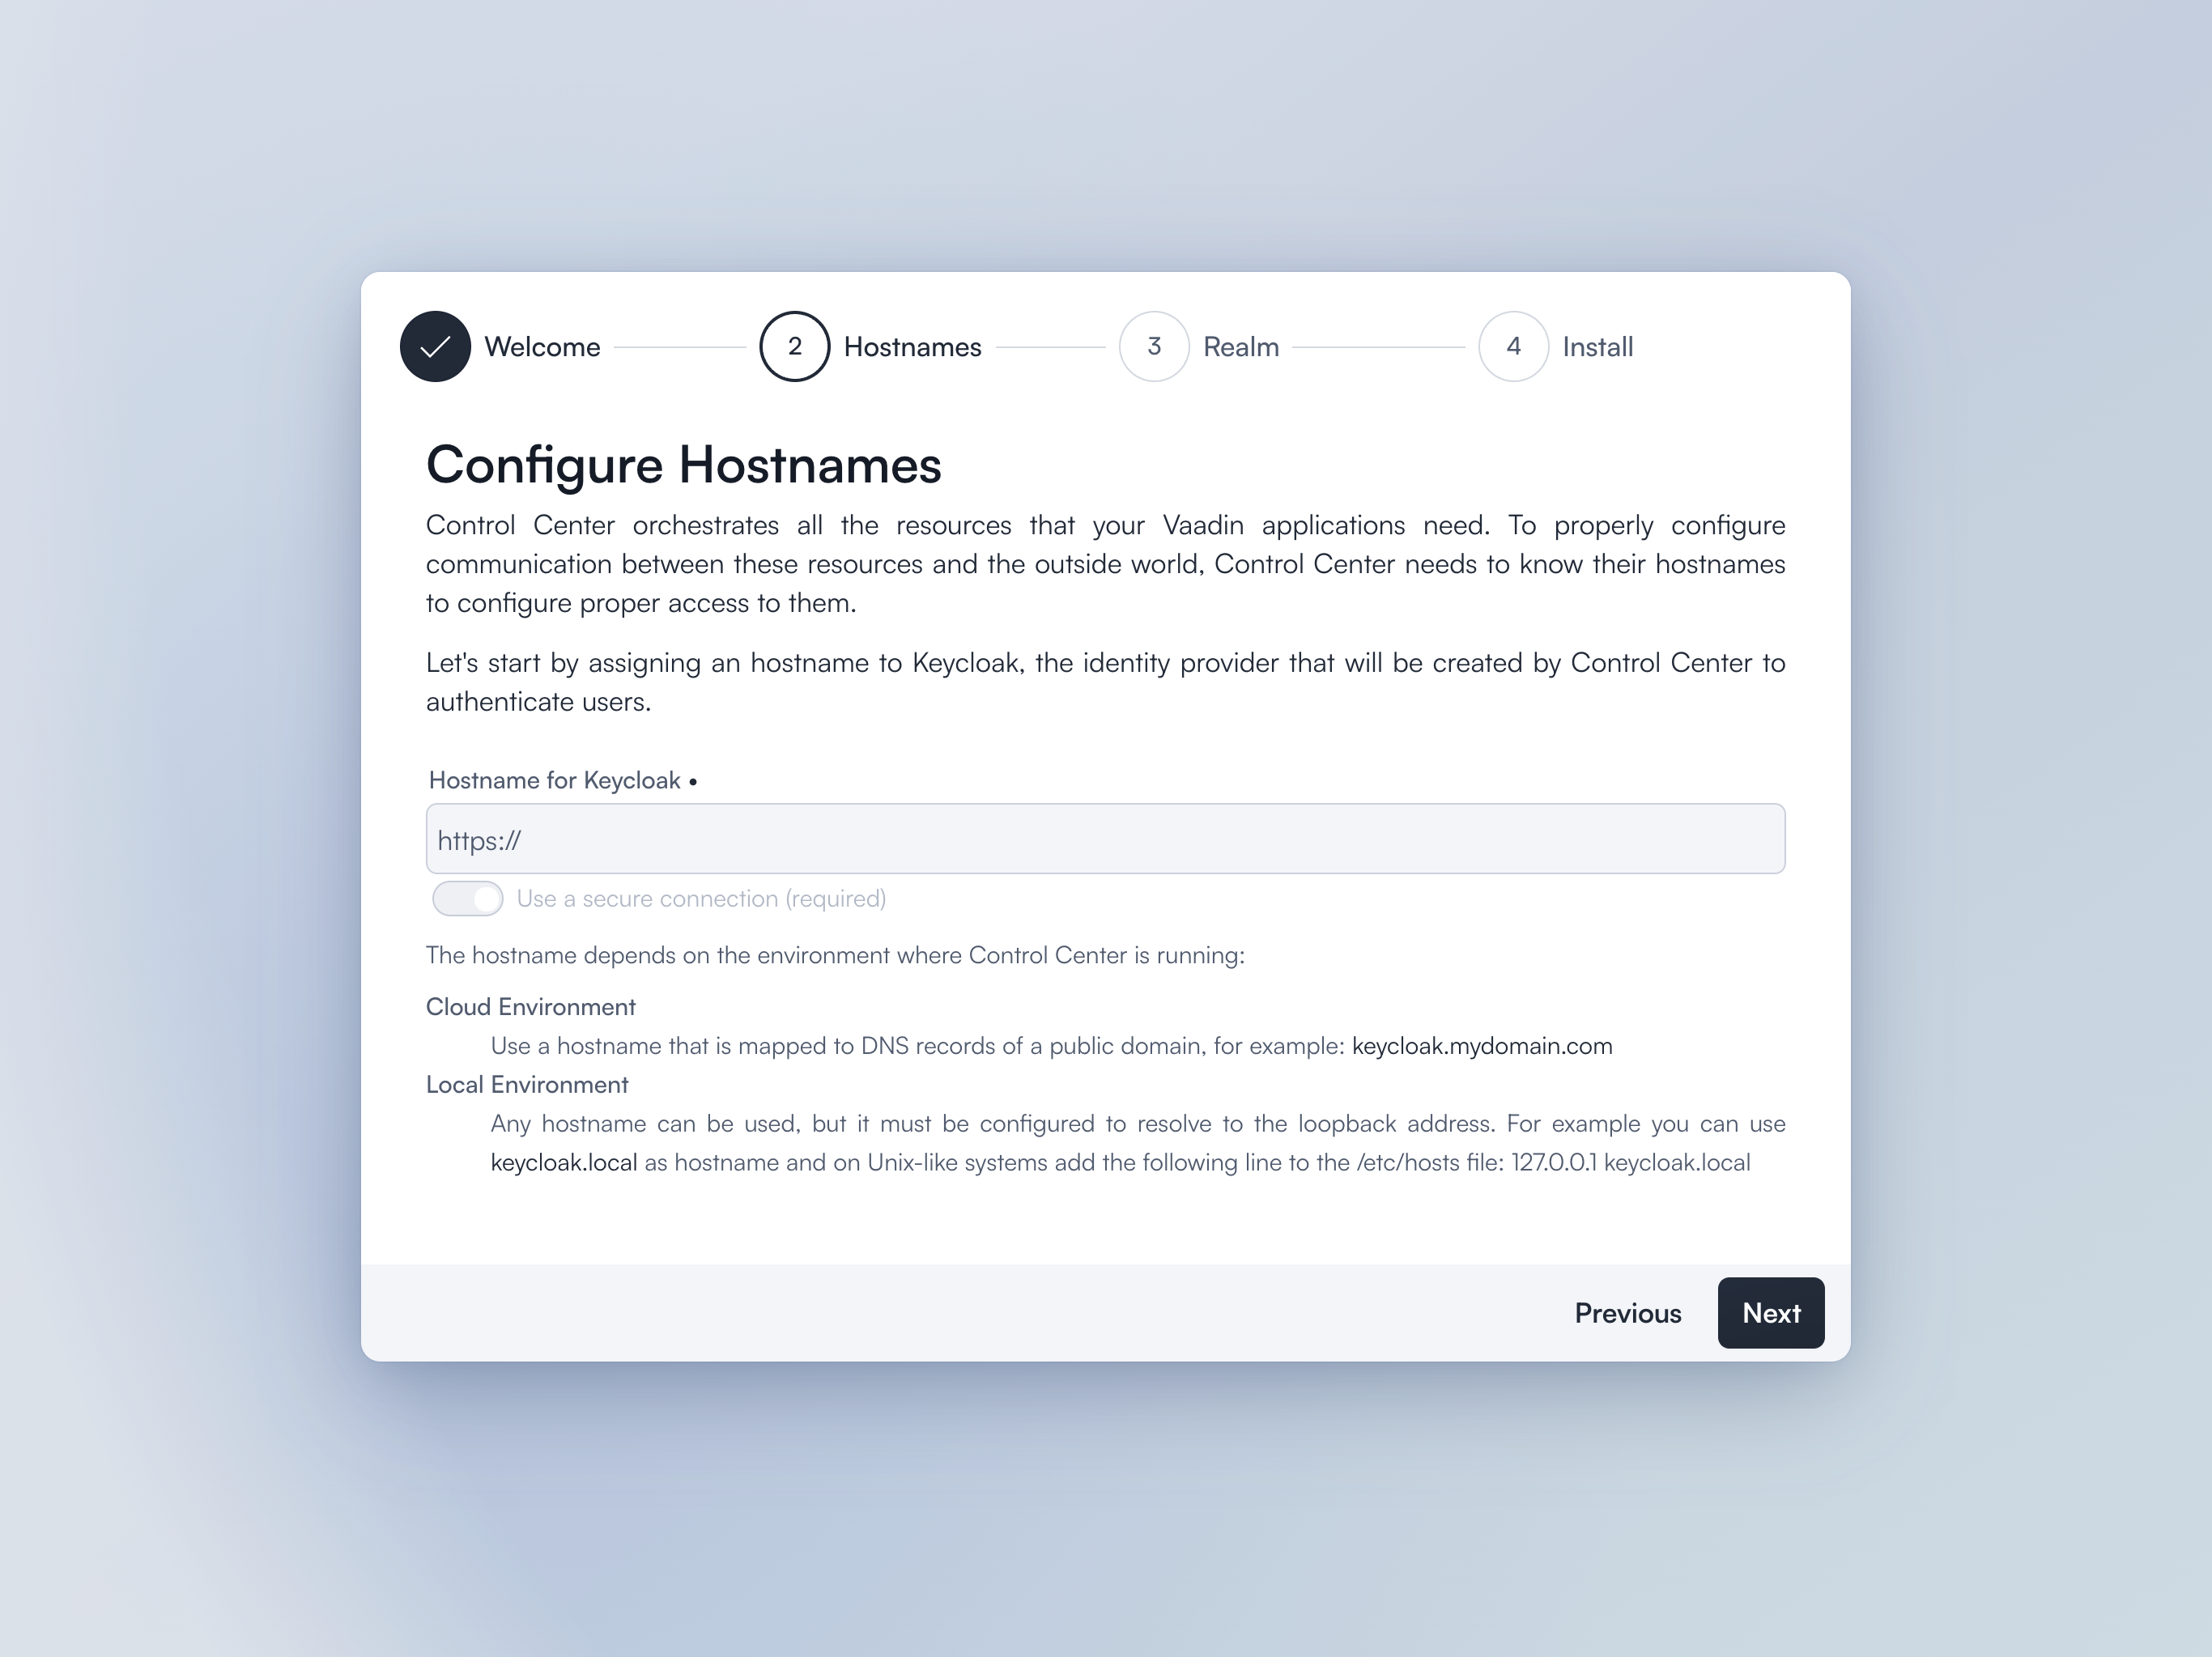 Welcome
2 Hostnames
3 Realm
4 Install
Configure Hostnames
Control Center orchestrates all the resources that your Vaadin applications need. To properly configure
communication between these resources and the outside world, Control Center needs to know their hostnames
to configure proper access to them.
Let's start by assigning an hostname to Keycloak, the identity provider that will be created by Control Center to
authenticate users.
Hostname for Keycloak •
https://
Use a secure connection (required)
The hostname depends on the environment where Control Center is running:
Cloud Environment
Use a hostname that is mapped to DNS records of a public domain, for example: keycloak.mydomain.com
Local Environment
Any hostname can be used, but it must be configured to resolve to the loopback address. For example you can use
keycloak.local as hostname and on Unix-like systems add the following line to the /etc/hosts file: 127.0.0.1 keycloak.local
Previous
Next